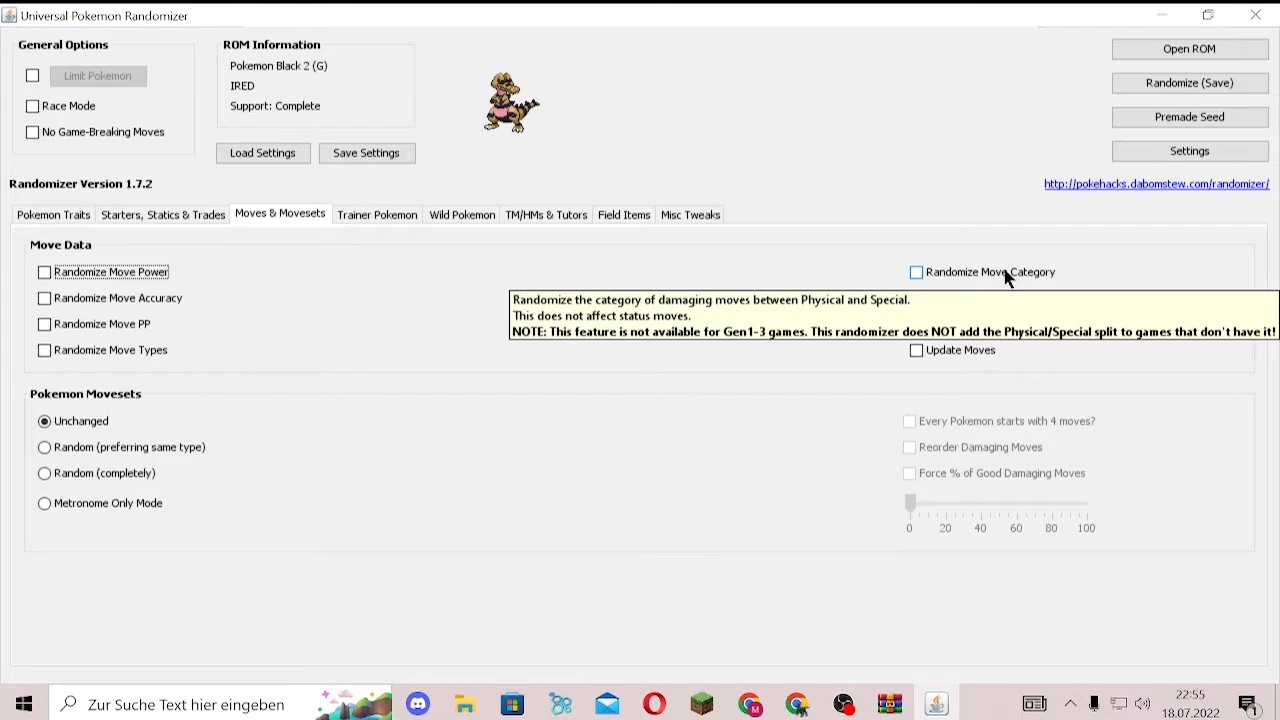 Universal Pokemon Randomizer
General Options
Limit Pokemon
Race Mode
No Game-Breaking Moves
ROM Information
Pokemon Black 2 (G)
IRED
Support: Complete
Load Settings
Save Settings
Open ROM
Randomize (Save)
Premade Seed
Settings
Randomizer Version 1.7.2
http://pokehacks.dabomstew.com/randomizer/
Pokemon Traits
Starters, Statics & Trades
Moves & Movesets
Trainer Pokemon
Wild Pokemon
TM/HMs & Tutors
Field Items
Misc Tweaks
Move Data
Randomize Move Power
Randomize Move Accuracy
Randomize Move PP
Randomize Move Types
Randomize Move Category
Randomize the category of damaging moves between Physical and Special.
This does not affect status moves.
NOTE: This feature is not available for Gen1-3 games. This randomizer does NOT add the Physical/Special split to games that don't have it!
Update Moves
Pokemon Movesets
Unchanged
Random (preferring same type)
Random (completely)
Metronome Only Mode
Every Pokemon starts with 4 moves?
Reorder Damaging Moves
Force % of Good Damaging Moves
0 20 40 60 80 100
Zur Suche Text hier eingeben
M
22:55
18.07.2022
1